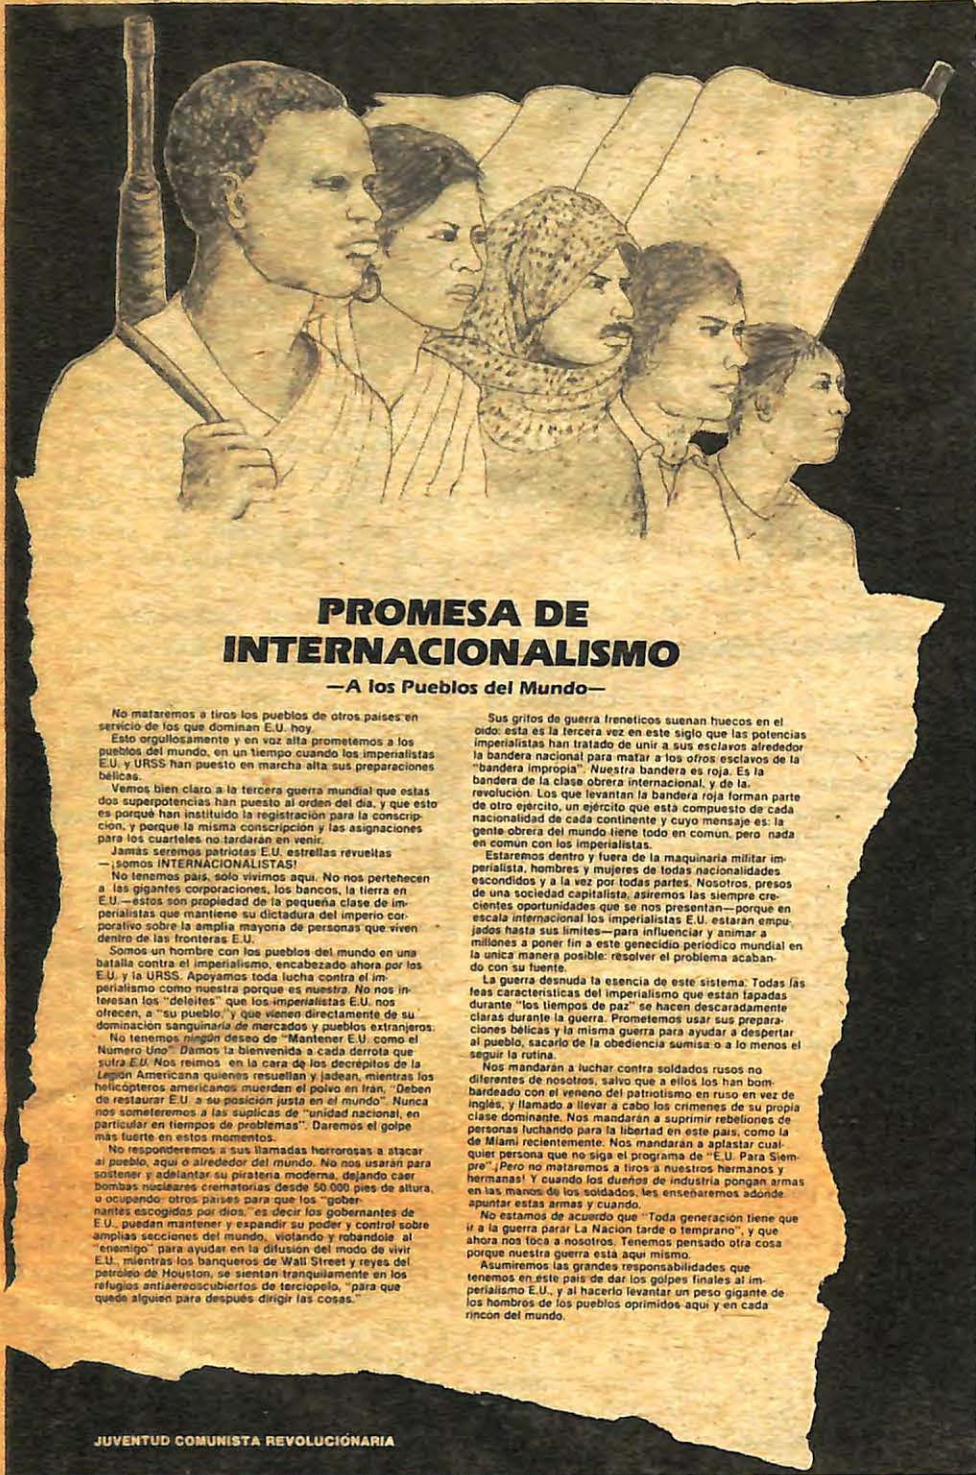 PROMESA DE
INTERNACIONALISMO
—A los Pueblos del Mundo—
No mataremos a tiros los pueblos de otros paises en
servicio de los que dominan E.U. hoy.
Esto orgullosamente y en voz alta prometemos a los
pueblos del mundo, en un tiempo cuando los imperialistas
E.U. y URSS han puesto en marcha alta sus preparaciones
bélicas.
Vemos bien claro a la tercera guerra mundial que estas
dos superpotencias han puesto al orden del día, y que esto
es porqué han instituido la registración para la conscrip-
ción, y porque la misma conscripción y las asignaciones
para los cuarteles no tardarán en venir.
Jamás seremos patriotas E.U. estrellas revueltas
—¡somos INTERNACIONALISTAS!
No tenemos país, sólo vivimos aquí. No nos pertenecen
a las gigantes corporaciones, los bancos, la tierra en
E.U.—estos son propiedad de la pequeña clase de im-
perialistas que mantiene su dictadura del imperio cor-
porativo sobre la amplia mayoria de personas que viven
dentro de las fronteras E.U.
Somos un hombre con los pueblos del mundo en una
batalla contra el imperialismo, encabezado ahora por los
E.U. y la URSS. Apoyamos toda lucha contra el im-
perialismo como nuestra porque es nuestra. No nos in-
teresan los "deleites" que los imperialistas E.U. nos
ofrecen, a "su pueblo," y que vienen directamente de su
dominación sanguinaria de mercados y pueblos extranjeros.
No tenemos ningún deseo de "Mantener E.U. como el
Número Uno". Damos la bienvenida a cada derrota que
sufra E.U. Nos reimos en la cara de los decrépitos de la
Legión Americana quienes resuellan y jadean, mientras los
helicópteros americanos muerden el polvo en Iran, "Deben
de restaurar E.U. a su posición justa en el mundo". Nunca
nos someteremos a las suplicas de "unidad nacional, en
particular en tiempos de problemas". Daremos el golpe
más fuerte en estos momentos.
No responderemos a sus llamadas horrorosas a atacar
al pueblo, aquí o alrededor del mundo. No nos usarán para
sostener y adelantar su piratería moderna, dejando caer
bombas nucleares crematorias desde 50.000 pies de altura,
o ocupando otros países para que los "gober-
nantes escogidos por dios," es decir los gobernantes de
E.U., puedan mantener y expandir su poder y control sobre
amplias secciones del mundo, violando y robandole al
"enemigo" para ayudar en la difusión del modo de vivir
E.U., mientras los banqueros de Wall Street y reyes del
petróleo de Houston, se sientan tranquilamente en los
refugios antiaereoscubiertos de terciopelo, "para que
quede alguien para después dirigir las cosas."
Sus gritos de guerra freneticos suenan huecos en el
oido: esta es la tercera vez en este siglo que las potencias
imperialistas han tratado de unir a sus esclavos alrededor
la bandera nacional para matar a los otros esclavos de la
"bandera impropia". Nuestra bandera es roja. Es la
bandera de la clase obrera internacional, y de la
revolución. Los que levantan la bandera roja forman parte
de otro ejército, un ejército que está compuesto de cada
nacionalidad de cada continente y cuyo mensaje es: la
gente obrera del mundo tiene todo en común, pero nada
en común con los imperialistas.
Estaremos dentro y fuera de la maquinaria militar im-
perialista, hombres y mujeres de todas nacionalidades
escondidos y a la vez por todas partes. Nosotros, presos
de una sociedad capitalista, asiremos las siempre cre-
cientes oportunidades que se nos presentan—porque en
escala internacional los imperialistas E.U. estarán empu-
jados hasta sus limites—para influenciar y animar a
millones a poner fin a este genecidio periódico mundial en
la unica manera posible: resolver el problema acaban-
do con su fuente.
La guerra desnuda la esencia de este sistema: Todas las
feas caracteristicas del imperialismo que están tapadas
durante "los tiempos de paz" se hacen descaradamente
claras durante la guerra. Prometemos usar sus prepara-
ciones bélicas y la misma guerra para ayudar a despertar
al pueblo, sacarlo de la obediencia sumisa o a lo menos el
seguir la rutina.
Nos mandarán a luchar contra soldados rusos no
diferentes de nosotros, salvo que a ellos los han bom-
bardeado con el veneno del patriotismo en ruso en vez de
inglés, y llamado a llevar a cabo los crimenes de su propia
clase dominante. Nos mandarán a suprimir rebeliones de
personas luchando para la libertad en este pais, como la
de Miami recientemente. Nos mandarán a aplastar cual-
quier persona que no siga el programa de "E.U. Para Siem-
pre". ¡Pero no mataremos a tiros a nuestros hermanos y
hermanas! Y cuando los dueños de industria pongan armas
en las manos de los soldados, les enseñaremos adónde
apuntar estas armas y cuando.
No estamos de acuerdo que "Toda generación tiene que
ir a la guerra parar La Nacion tarde o temprano", y que
ahora nos toca a nosotros. Tenemos pensado otra cosa
porque nuestra guerra esta aqui mismo.
Asumiremos las grandes responsabilidades que
tenemos en este pais de dar los golpes finales al im-
perialismo E.U., y al hacerlo levantar un peso gigante de
los hombros de los pueblos oprimidos aqui y en cada
rincón del mundo.
JUVENTUD COMUNISTA REVOLUCIONARIA